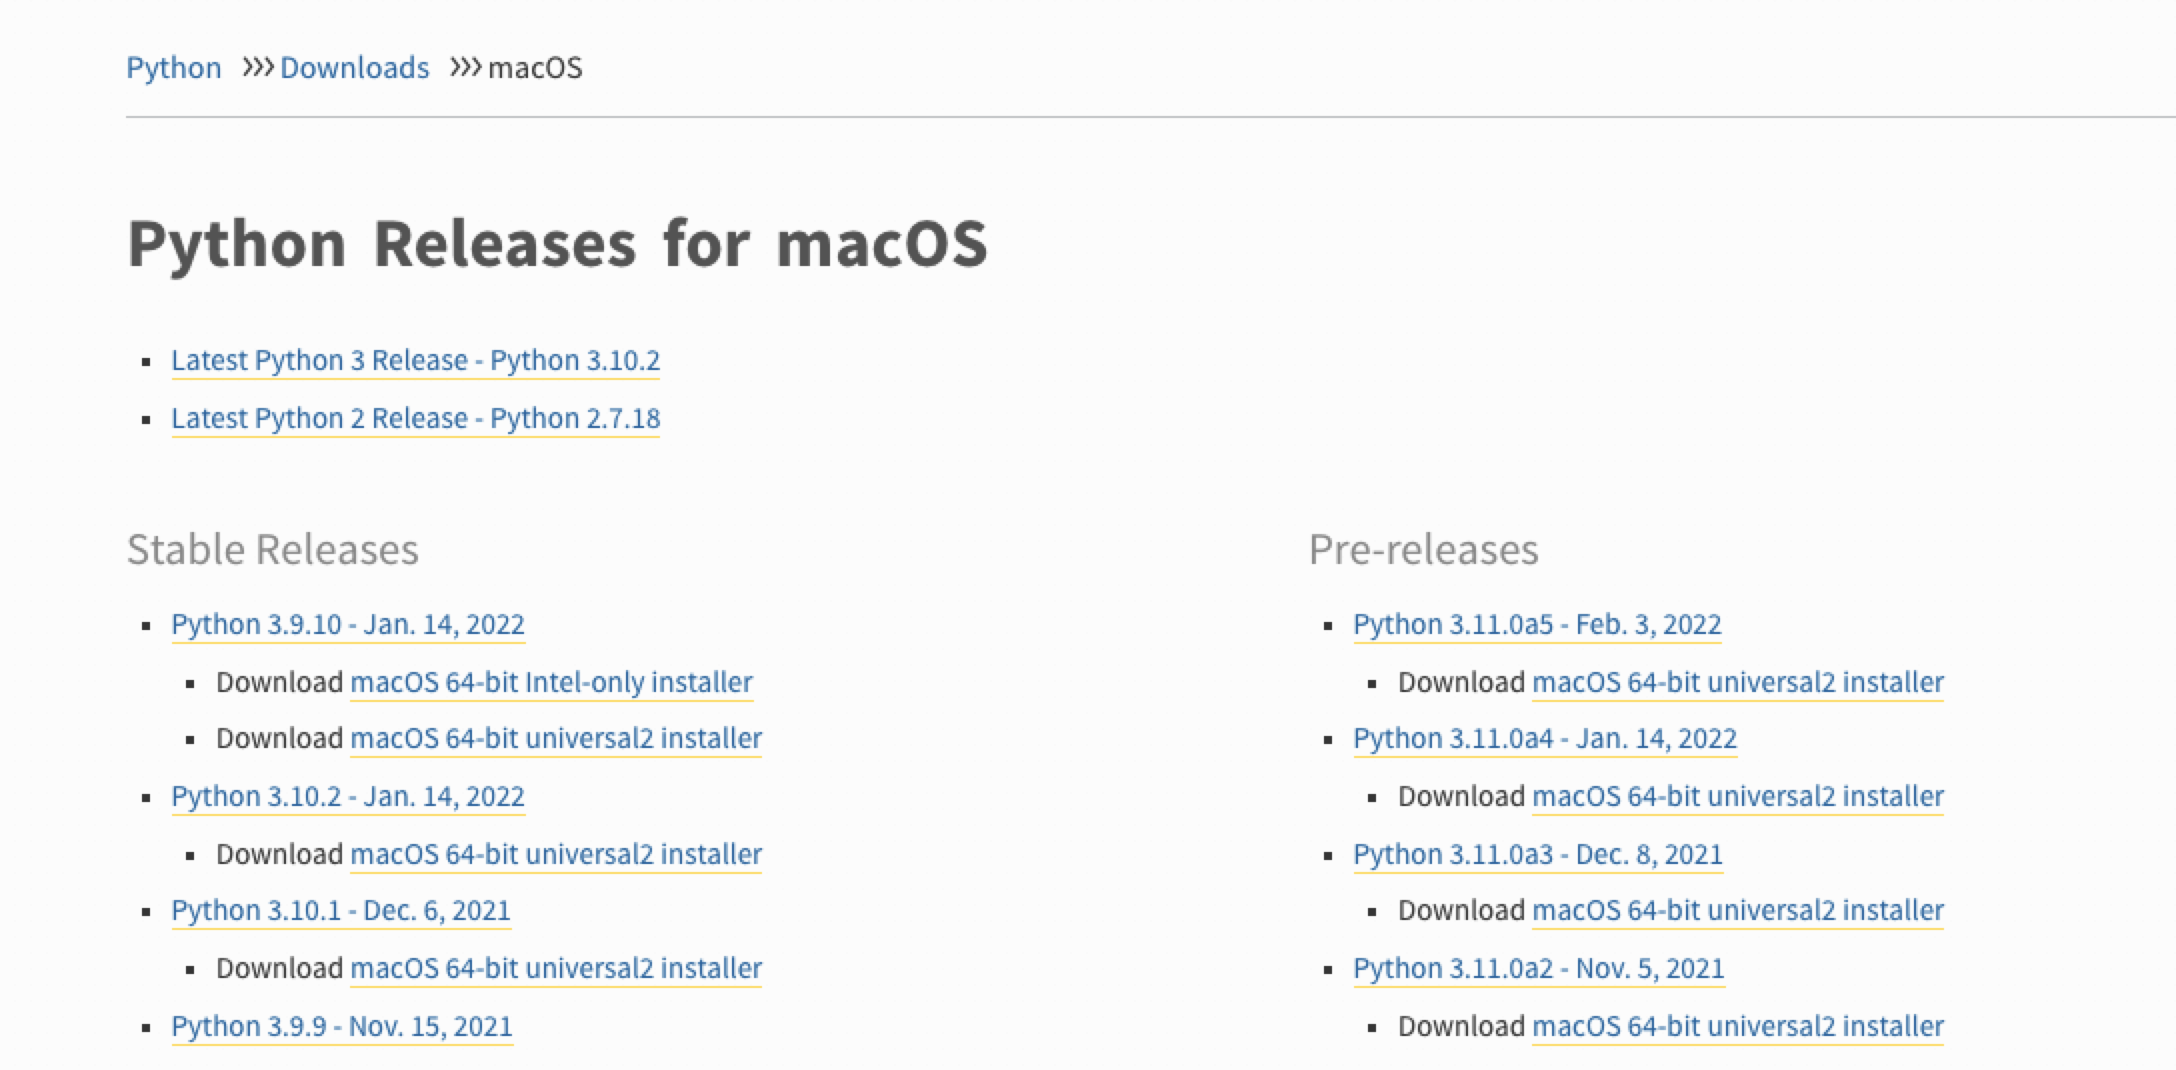 Python >>> Downloads >>> macOS
Python Releases for macOS
Latest Python 3 Release - Python 3.10.2
Latest Python 2 Release - Python 2.7.18
Stable Releases
Python 3.9.10 - Jan. 14, 2022
Download macOS 64-bit Intel-only installer
Download macOS 64-bit universal2 installer
Python 3.10.2 - Jan. 14, 2022
Download macOS 64-bit universal2 installer
Python 3.10.1 - Dec. 6, 2021
Download macOS 64-bit universal2 installer
Python 3.9.9 - Nov. 15, 2021
Pre-releases
Python 3.11.0a5 - Feb. 3, 2022
Download macOS 64-bit universal2 installer
Python 3.11.0a4 - Jan. 14, 2022
Download macOS 64-bit universal2 installer
Python 3.11.0a3 - Dec. 8, 2021
Download macOS 64-bit universal2 installer
Python 3.11.0a2 - Nov. 5, 2021
Download macOS 64-bit universal2 installer